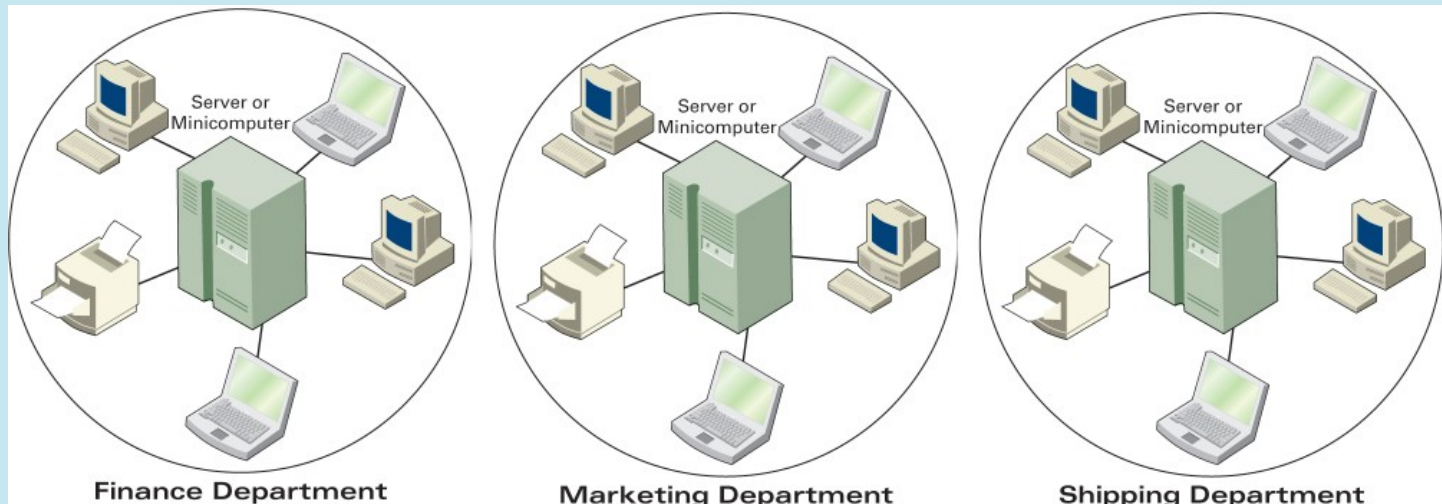 Server or
Minicomputer
Finance Department
Server or
Minicomputer
Marketing Department
Server or
Minicomputer
Shipping Department